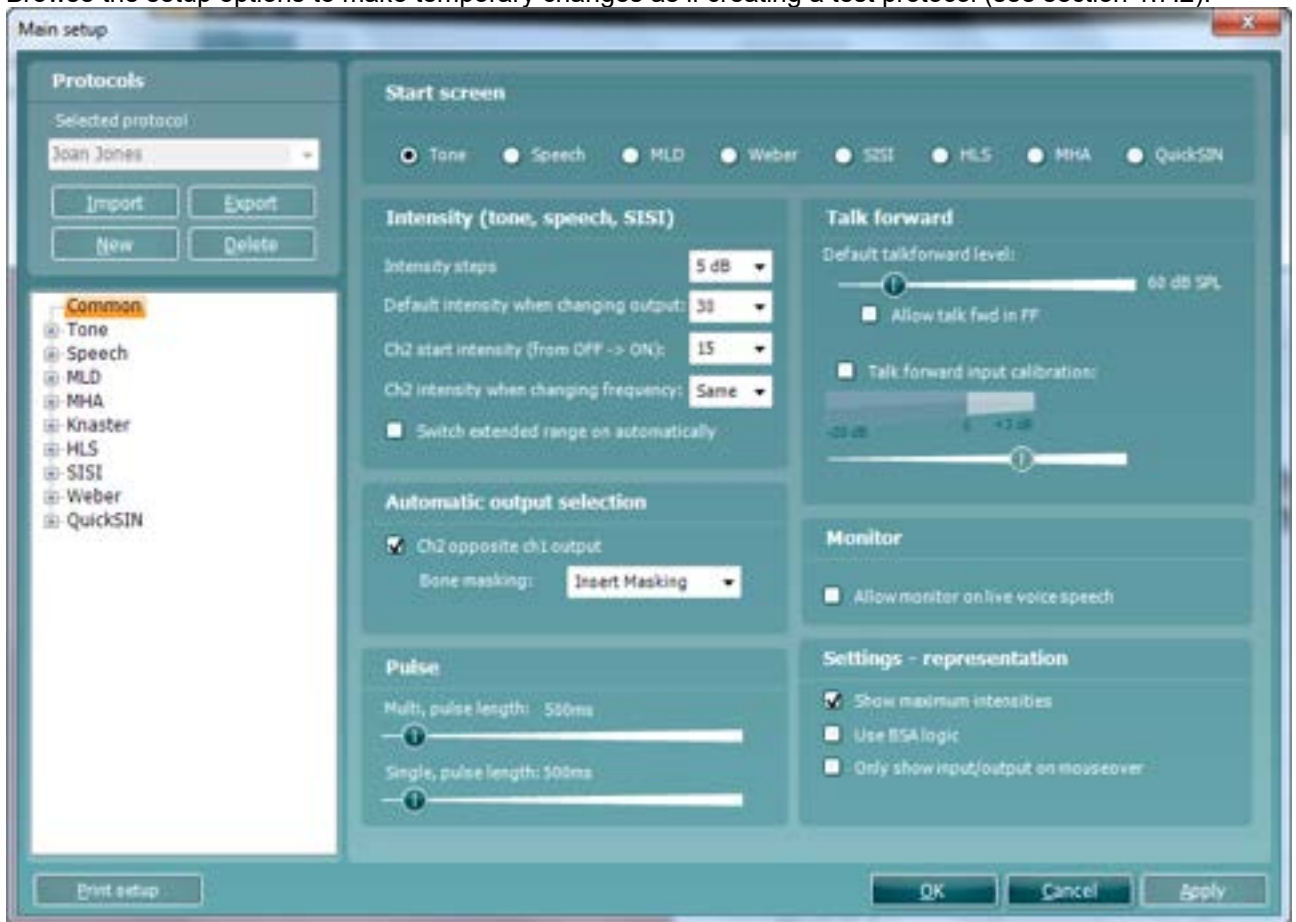 Browse the setup options to make temporary changes as if creating a test protocol (see section
Main setup
Protocols
Selected protocol
Joan Jones
Import Export
New Delete
Common
Tone
Speech
MLD
MHA
Knaster
HLS
SISI
Weber
QuickSIN
Start screen
Tone Speech MLD Weber SISI HLS MHA QuickSIN
Intensity (tone, speech, SISI)
Intensity steps 5 dB
Default intensity when changing output: 30
Ch2 start intensity (from OFF -> ON): 15
Ch2 intensity when changing frequency: Same
Switch extended range on automatically
Automatic output selection
Ch2 opposite ch1 output
Bone masking: Insert Masking
Pulse
Multi, pulse length: 500ms
Single, pulse length: 500ms
Talk forward
Default talkforward level:
60 dB SPL
Allow talk fwd in FF
Talk forward input calibration:
-20 dB 0 +3 dB
Monitor
Allow monitor on live voice speech
Settings - representation
Show maximum intensities
Use BSA logic
Only show input/output on mouseover
Print setup OK Cancel Apply